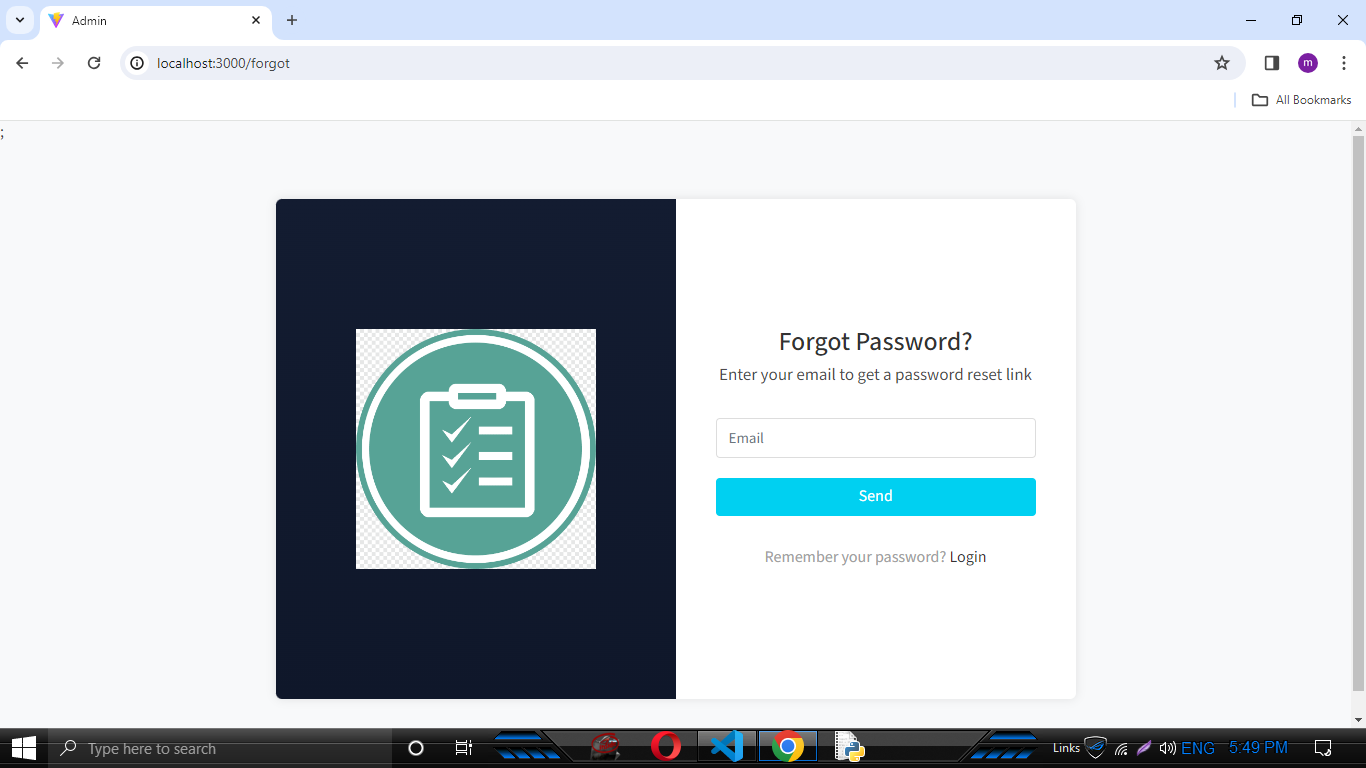 Admin
localhost:3000/forgot
m
All Bookmarks
;
Forgot Password?
Enter your email to get a password reset link
Email
Send
Remember your password? Login
Type here to search
Links
ENG
5:49 PM